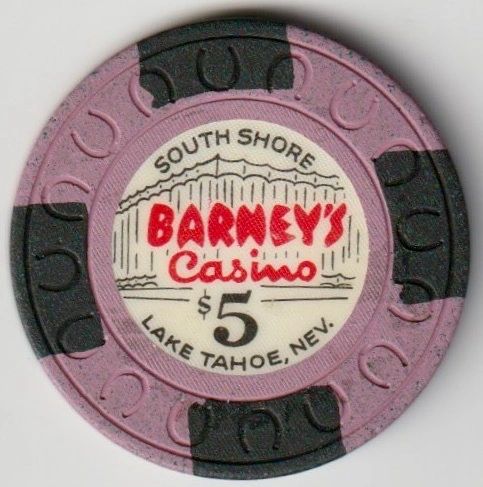 SOUTH SHORE
BARNEY'S
Casino
$5
LAKE TAHOE, NEV.